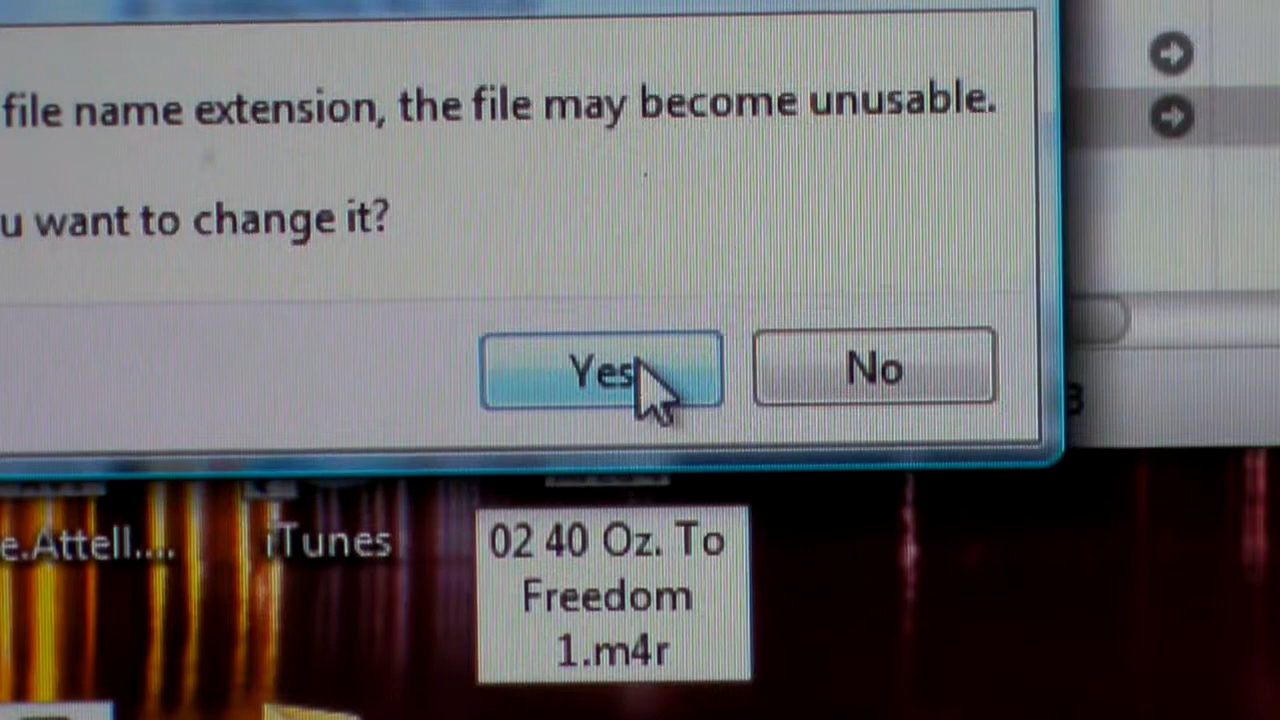 file name extension, the file may become unusable.
u want to change it?
Yes
No
e.Attell....
iTunes
02 40 Oz. To
Freedom
1.m4r